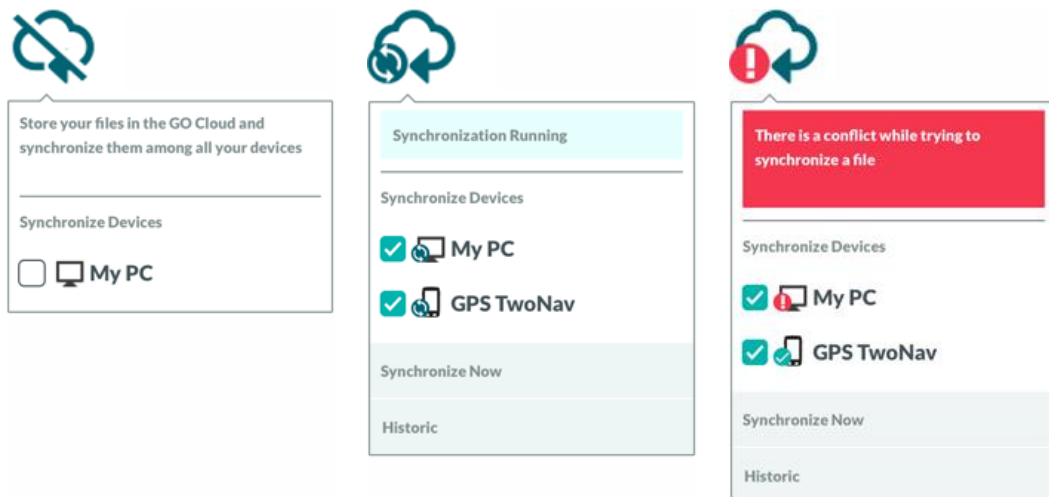 Store your files in the GO Cloud and
synchronize them among all your devices
Synchronize Devices
My PC
Synchronization Running
Synchronize Devices
My PC
GPS TwoNav
Synchronize Now
Historic
There is a conflict while trying to
synchronize a file
Synchronize Devices
My PC
GPS TwoNav
Synchronize Now
Historic